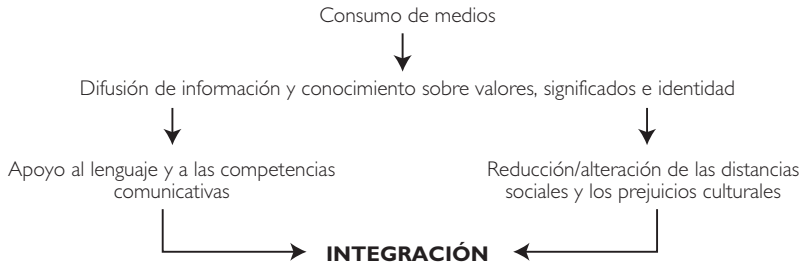 Consumo de medios
Difusión de información y conocimiento sobre valores, significados e identidad
Apoyo al lenguaje y a las competencias
comunicativas
Reducción/alteración de las distancias
sociales y los prejuicios culturales
INTEGRACIÓN